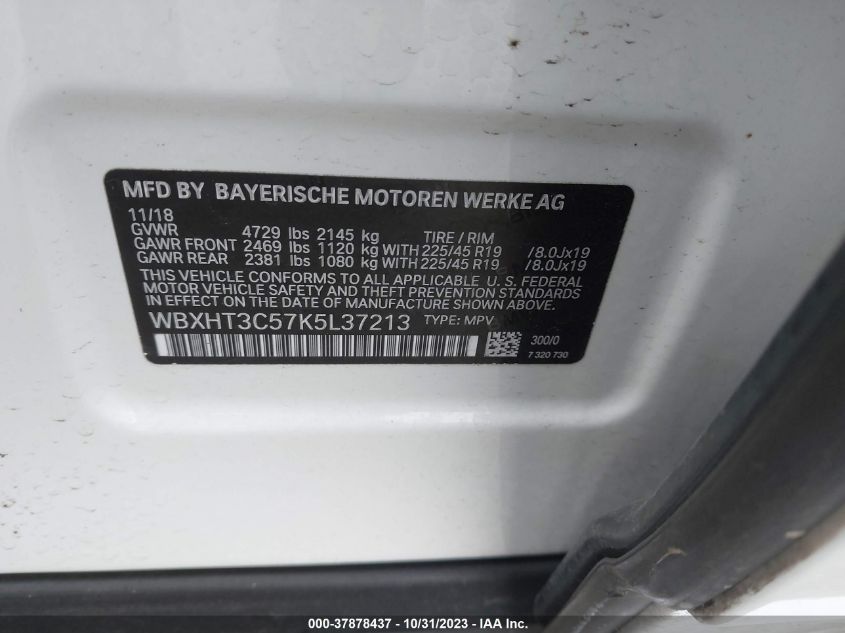 MFD BY BAYERISCHE MOTOREN WERKE AG
11/18
GVWR 4729 lbs 2145 kg TIRE / RIM
GAWR FRONT 2469 lbs 1120 kg WITH 225/45 R19 /8.0Jx19
GAWR REAR 2381 lbs 1080 kg WITH 225/45 R19 /8.0Jx19
THIS VEHICLE CONFORMS TO ALL APPLICABLE U. S. FEDERAL
MOTOR VEHICLE SAFETY, BUMPER, AND THEFT PREVENTION
STANDARDS IN EFFECT ON THE DATE OF MANUFACTURE SHOWN ABOVE.
WBXHT3C57K5L37213 TYPE: MPV
300/0
7 320 730
000-37878437 - 10/31/2023 - IAA Inc.